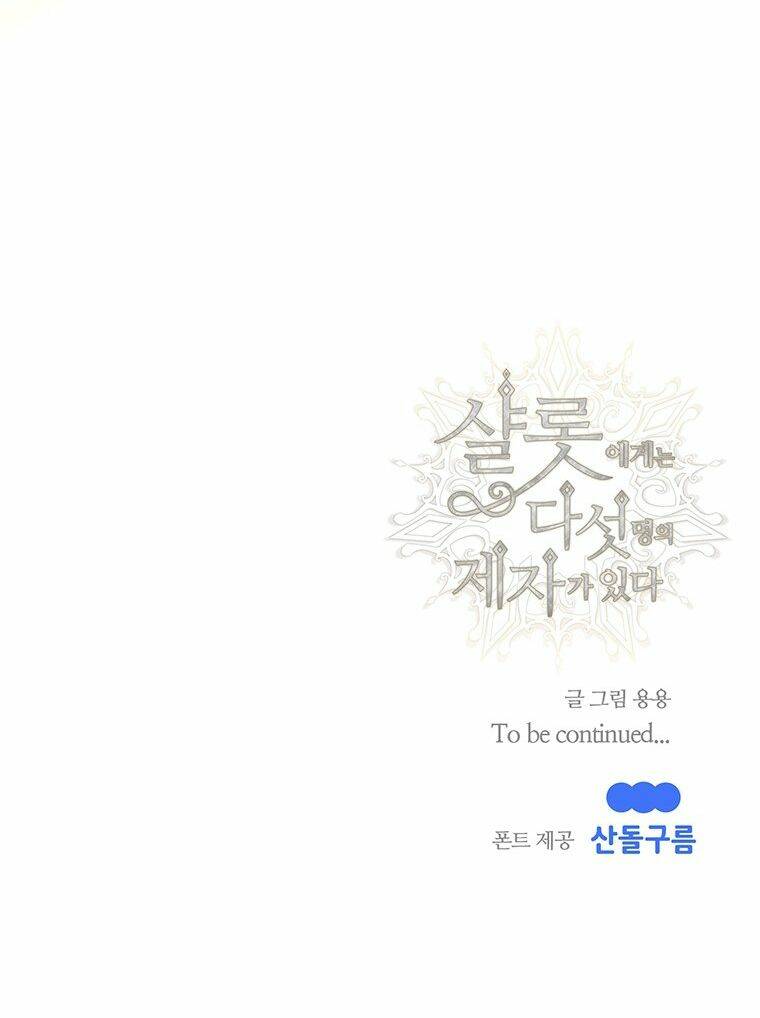 샬롯에게는
다섯명의
제자가 있다
글 그림 용용
To be continued...
폰트 제공 산돌구름